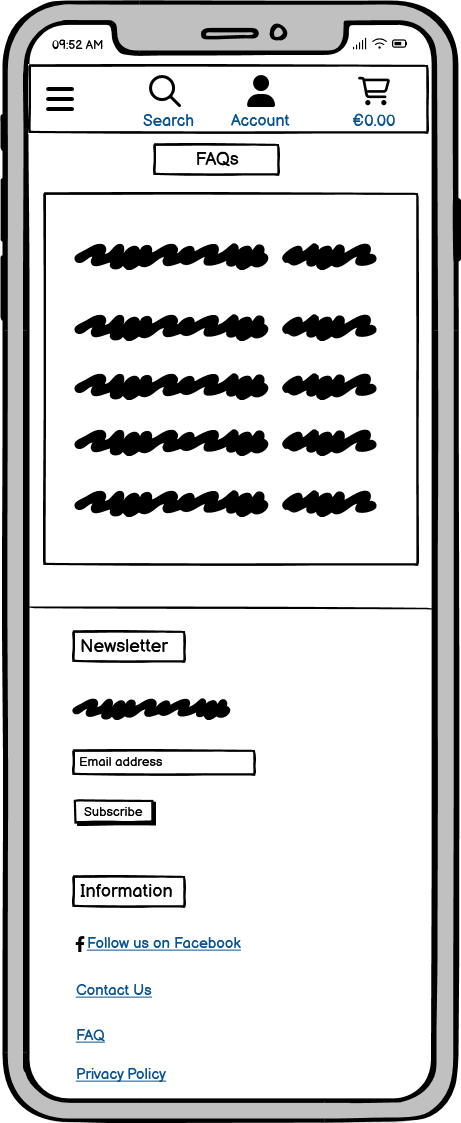 09:52 AM
Search Account €0.00
FAQs
Newsletter
Email address
Subscribe
Information
Follow us on Facebook
Contact Us
FAQ
Privacy Policy